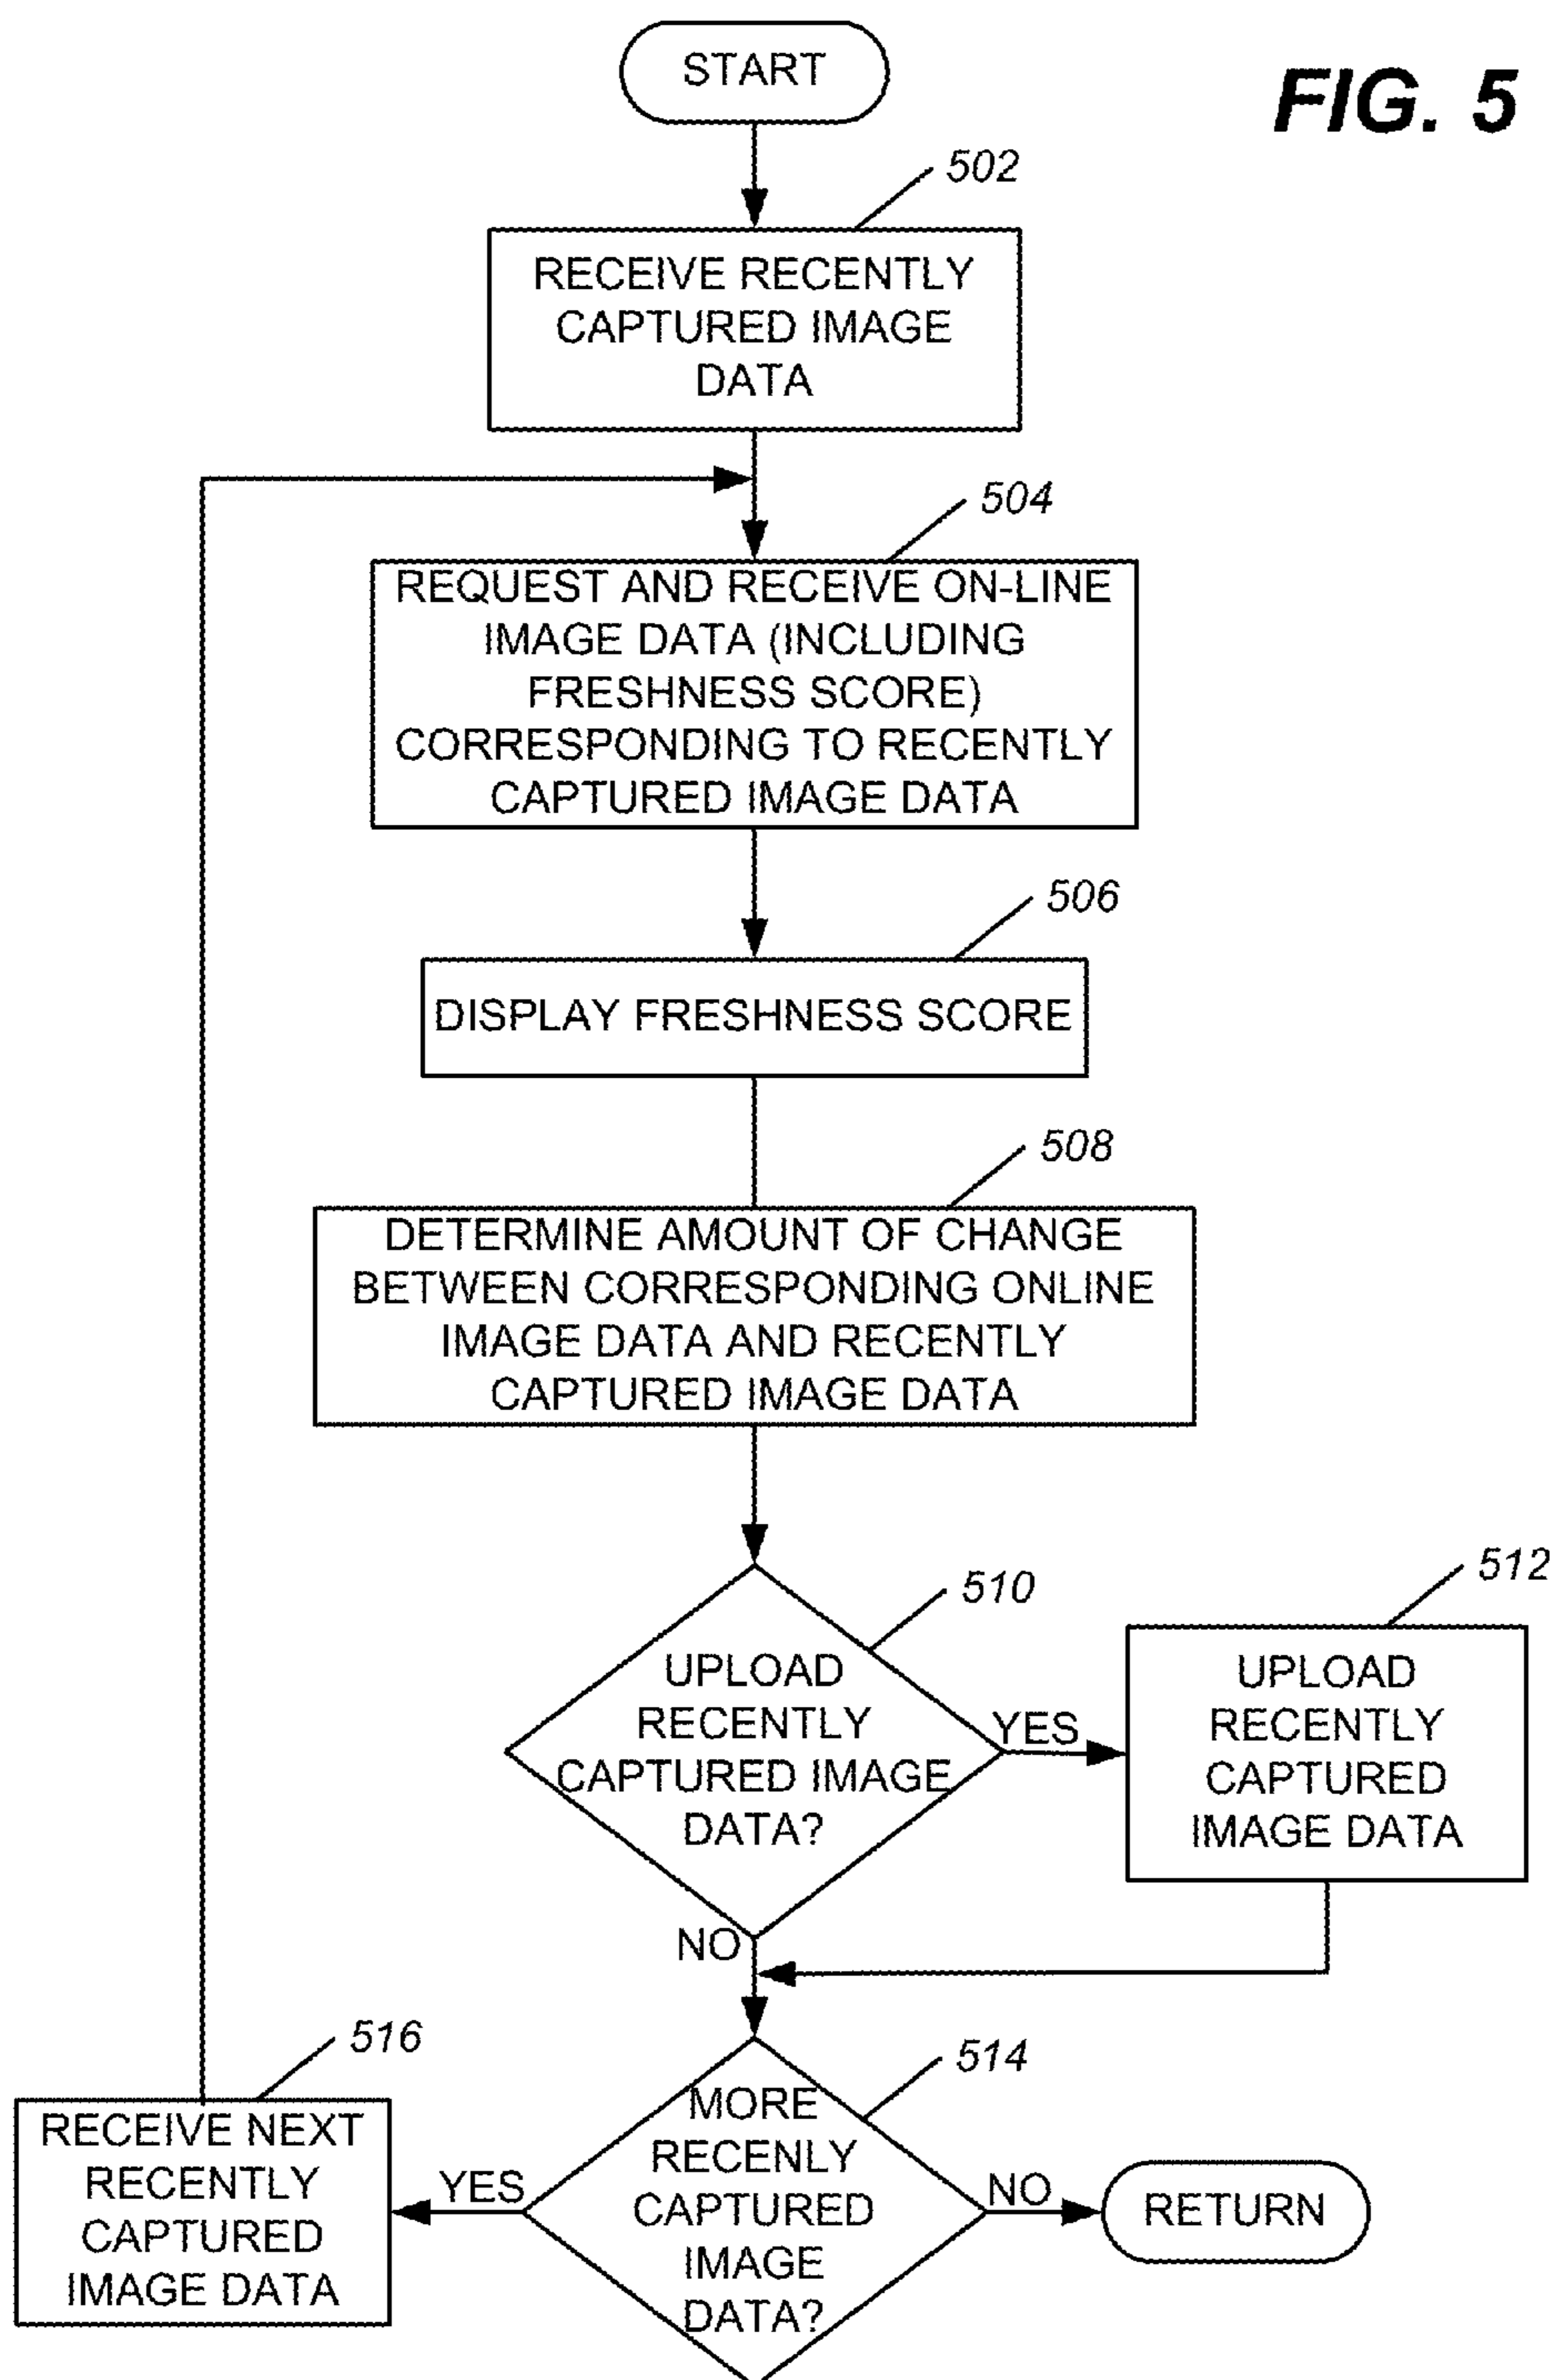 START
FIG. 5
502
RECEIVE RECENTLY
CAPTURED IMAGE
DATA
504
REQUEST AND RECEIVE ON-LINE
IMAGE DATA (INCLUDING
FRESHNESS SCORE)
CORRESPONDING TO RECENTLY
CAPTURED IMAGE DATA
506
DISPLAY FRESHNESS SCORE
508
DETERMINE AMOUNT OF CHANGE
BETWEEN CORRESPONDING ONLINE
IMAGE DATA AND RECENTLY
CAPTURED IMAGE DATA
510
UPLOAD
RECENTLY
CAPTURED IMAGE
DATA?
YES
512
UPLOAD
RECENTLY
CAPTURED
IMAGE DATA
NO
514
MORE
RECENLY
CAPTURED
IMAGE
DATA?
YES
516
RECEIVE NEXT
RECENTLY
CAPTURED
IMAGE DATA
NO
RETURN